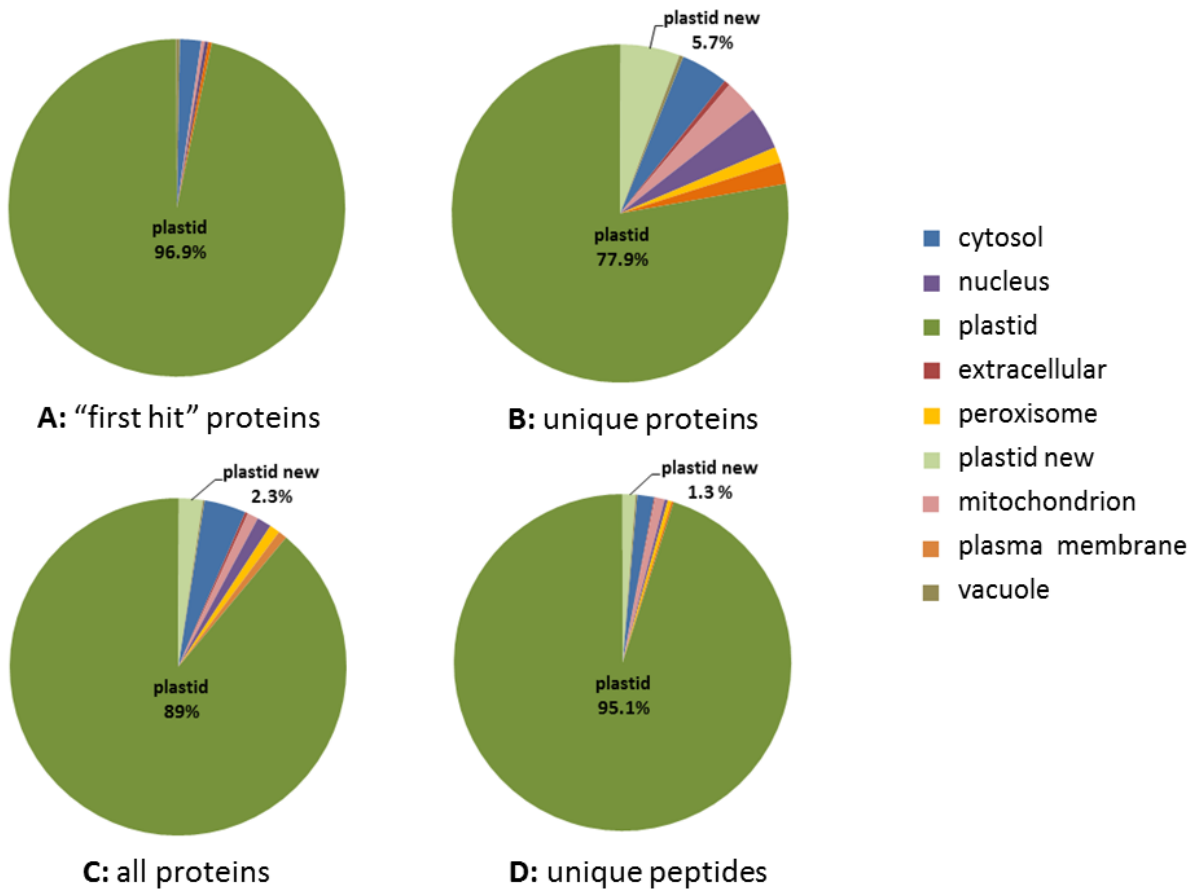 plastid
96.9%
A: “first hit” proteins
plastid new
5.7%
plastid
77.9%
B: unique proteins
plastid new
2.3%
plastid
89%
C: all proteins
plastid new
1.3 %
plastid
95.1%
D: unique peptides
cytosol
nucleus
plastid
extracellular
peroxisome
plastid new
mitochondrion
plasma membrane
vacuole